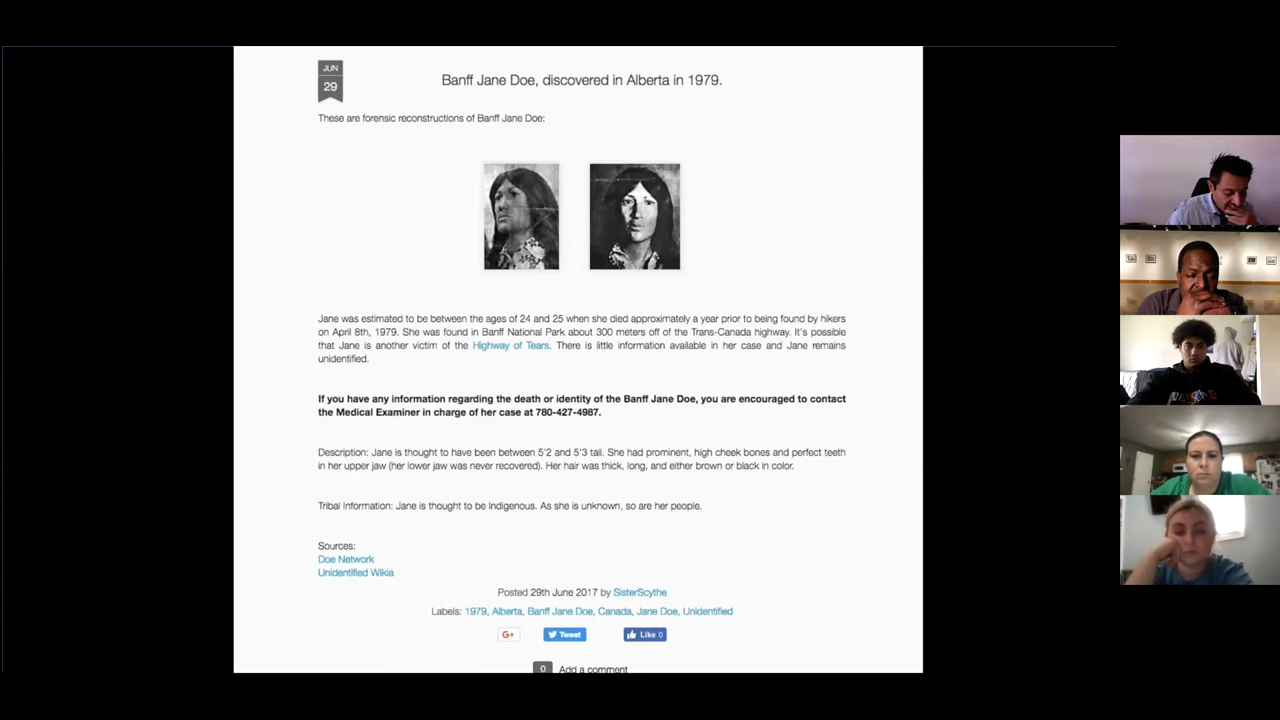 JUN
29
Banff Jane Doe, discovered in Alberta in 1979.
These are forensic reconstructions of Banff Jane Doe:
Jane was estimated to be between the ages of 24 and 25 when she died approximately a year prior to being found by hikers
on April 8th, 1979. She was found in Banff National Park about 300 meters off of the Trans-Canada highway. It's possible
that Jane is another victim of the Highway of Tears. There is little information available in her case and Jane remains
unidentified.
If you have any information regarding the death or identity of the Banff Jane Doe, you are encouraged to contact
the Medical Examiner in charge of her case at 780-427-4987.
Description: Jane is thought to have been between 5'2 and 5'3 tall. She had prominent, high cheek bones and perfect teeth
in her upper jaw (her lower jaw was never recovered). Her hair was thick, long, and either brown or black in color.
Tribal Information: Jane is thought to be Indigenous. As she is unknown, so are her people.
Sources:
Doe Network
Unidentified Wikia
Posted 29th June 2017 by SisterScythe
Labels: 1979, Alberta, Banff Jane Doe, Canada, Jane Doe, Unidentified
G+ Tweet Like 0
0 Add a comment